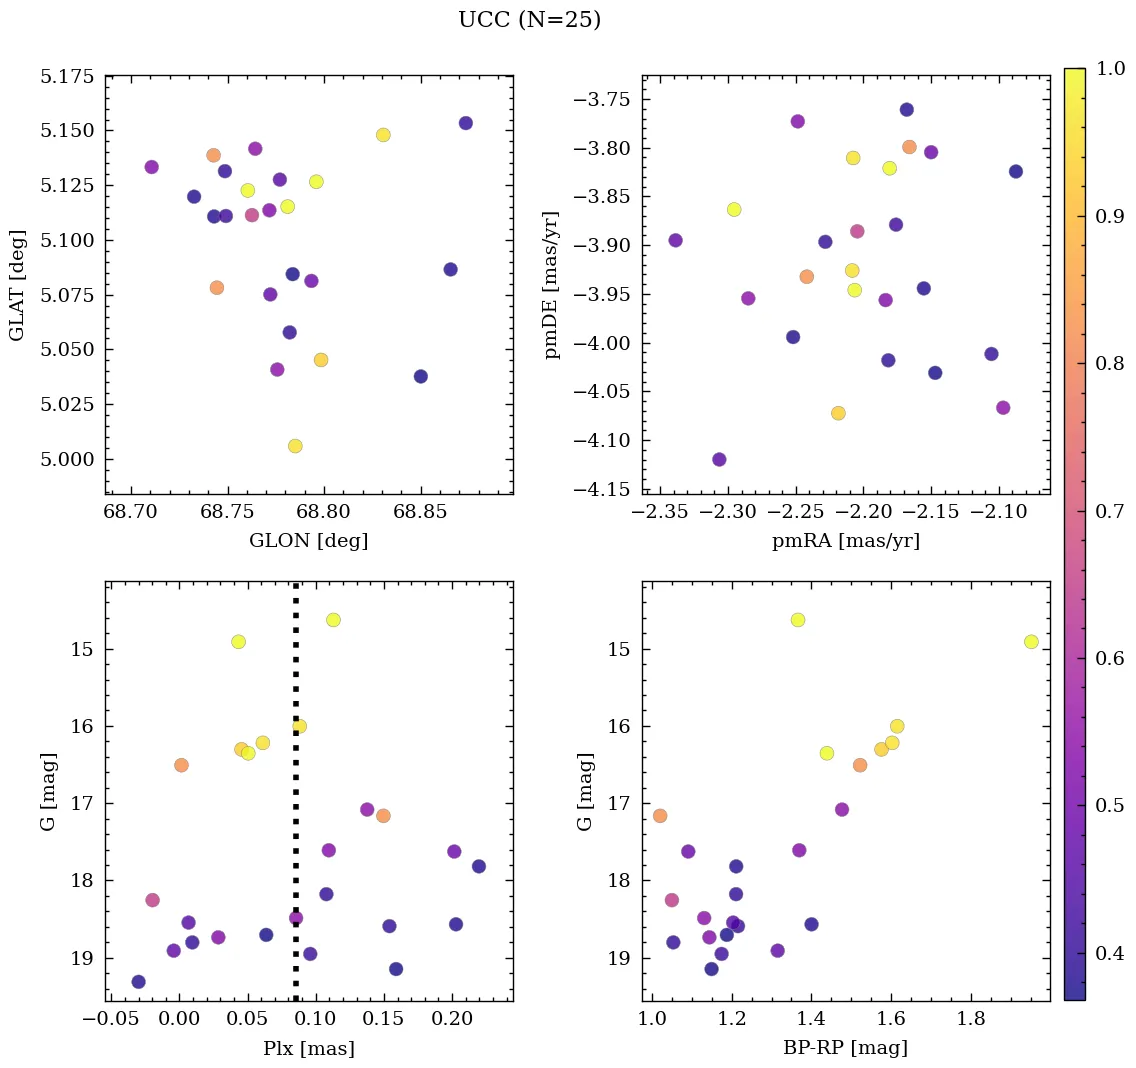 UCC (N=25)
5.175
5.150
5.125
5.100
5.075
5.050
5.025
5.000
GLAT [deg]
68.70 68.75 68.80 68.85
GLON [deg]
−3.75
−3.80
−3.85
−3.90
−3.95
−4.00
−4.05
−4.10
−4.15
pmDE [mas/yr]
−2.35 −2.30 −2.25 −2.20 −2.15 −2.10
pmRA [mas/yr]
15
16
17
18
19
G [mag]
−0.05 0.00 0.05 0.10 0.15 0.20
Plx [mas]
15
16
17
18
19
G [mag]
1.0 1.2 1.4 1.6 1.8
BP-RP [mag]
1.0
0.9
0.8
0.7
0.6
0.5
0.4